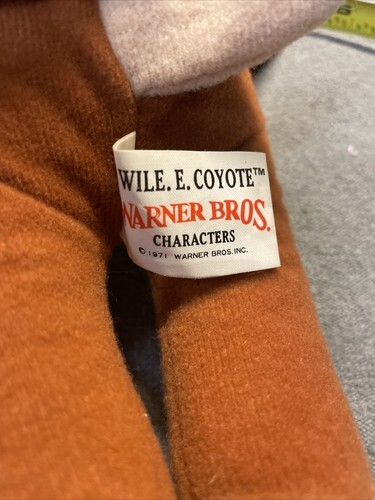 WILE. E. COYOTE™
WARNER BROS.
CHARACTERS
© 1971 WARNER BROS. INC.